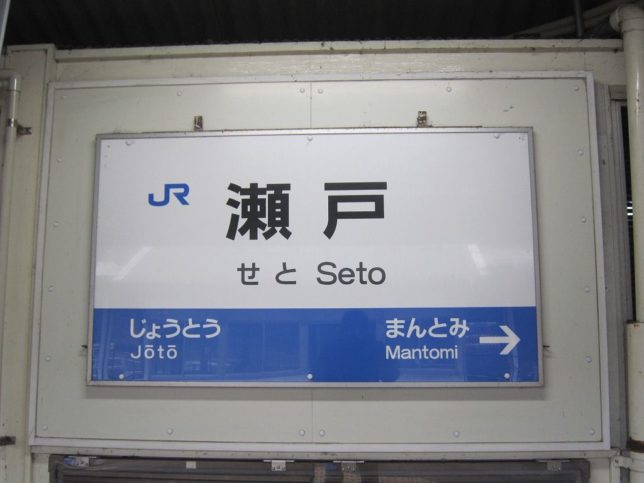 JR
瀬戸
せと Seto
じょうとう まんとみ
Jōtō Mantomi →